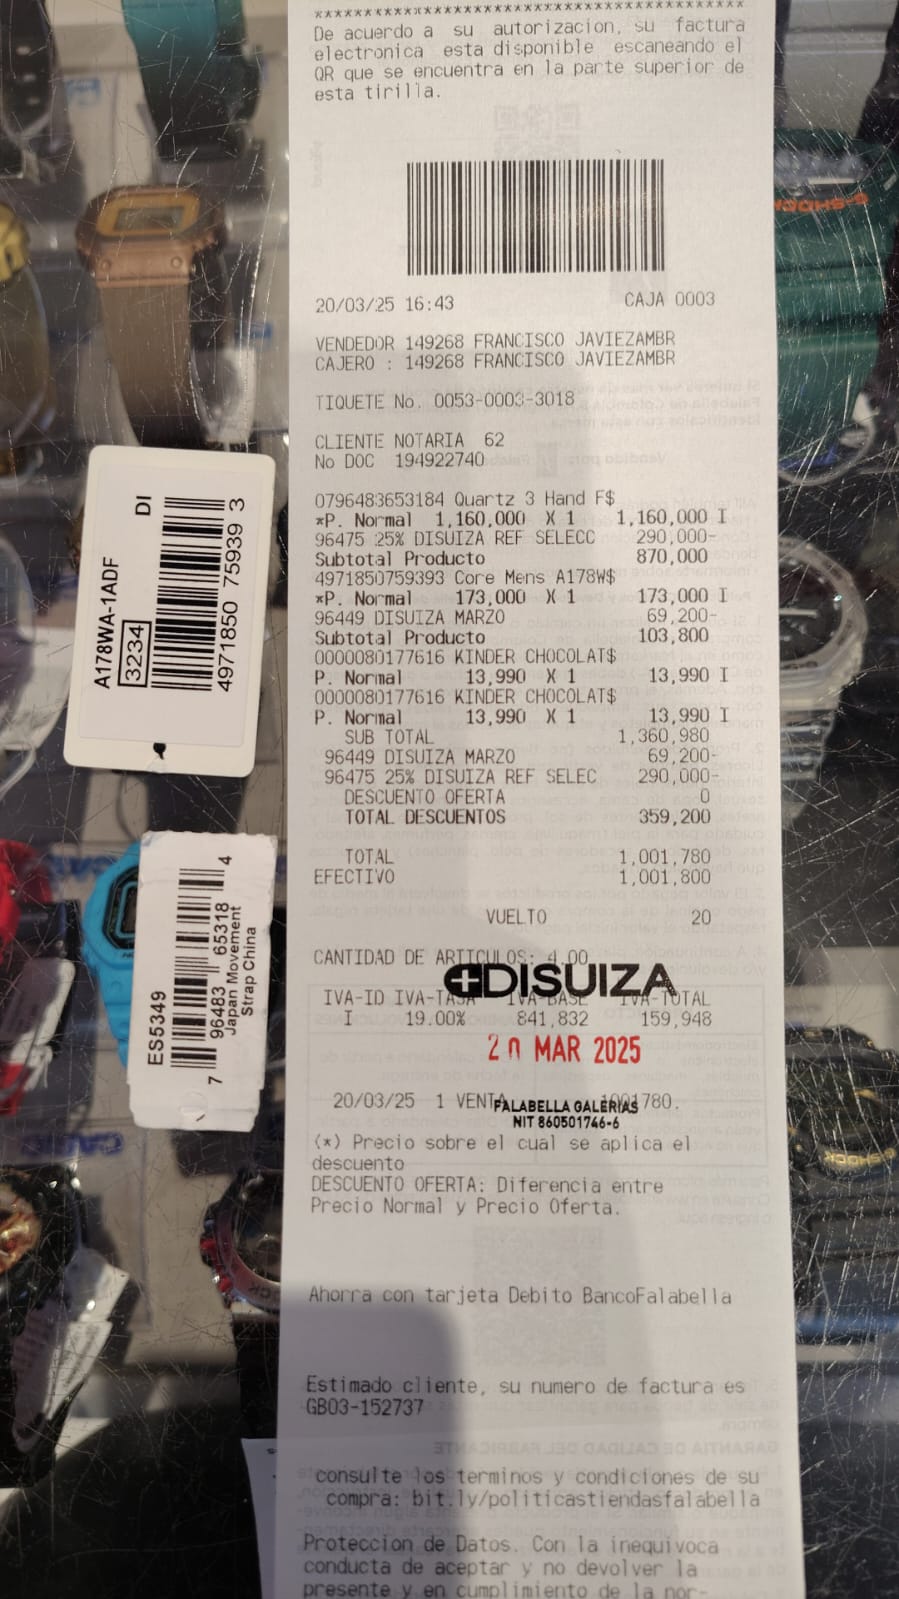 De acuerdo a su autorizacion, su factura
electronica esta disponible escaneando el
QR que se encuentra en la parte superior de
esta tirilla.
20/03/25 16:43 CAJA 0003
VENDEDOR 149268 FRANCISCO JAVIEZAMBR
CAJERO : 149268 FRANCISCO JAVIEZAMBR
TIQUETE No. 0053-0003-3018
CLIENTE NOTARIA 62
No DOC 194922740
0796483653184 Quartz 3 Hand F$
*P. Normal 1,160,000 X 1 1,160,000 I
96475 25% DISUIZA REF SELECC 290,000-
Subtotal Producto 870,000
4971850759393 Core Mens A178W$
*P. Normal 173,000 X 1 173,000 I
96449 DISUIZA MARZO 69,200-
Subtotal Producto 103,800
0000080177616 KINDER CHOCOLAT$
P. Normal 13,990 X 1 13,990 I
0000080177616 KINDER CHOCOLAT$
P. Normal 13,990 X 1 13,990 I
SUB TOTAL 1,360,980
96449 DISUIZA MARZO 69,200-
96475 25% DISUIZA REF SELEC 290,000-
DESCUENTO OFERTA 0
TOTAL DESCUENTOS 359,200
TOTAL 1,001,780
EFECTIVO 1,001,800
VUELTO 20
CANTIDAD DE ARTICULOS: 4.00
DISUIZA
IVA-ID IVA-TASA IVA-BASE IVA-TOTAL
I 19.00% 841,832 159,948
20 MAR 2025
20/03/25 1 VENTA 1001780.
FALABELLA GALERIAS
NIT 860501746-6
(*) Precio sobre el cual se aplica el
descuento
DESCUENTO OFERTA: Diferencia entre
Precio Normal y Precio Oferta.
Ahorra con tarjeta Debito BancoFalabella
Estimado cliente, su numero de factura es
GB03-152737
consulte los terminos y condiciones de su
compra: bit.ly/politicastiendasfalabella
Proteccion de Datos. Con la inequivoca
conducta de aceptar y no devolver la
presente y en cumplimiento de la nor-
A178WA-1ADF DI
3234
4971850 75939 3
ES5349
7 96483 65318 4
Japan Movement
Strap China
G-SHOCK
CASIO
G-SHOCK